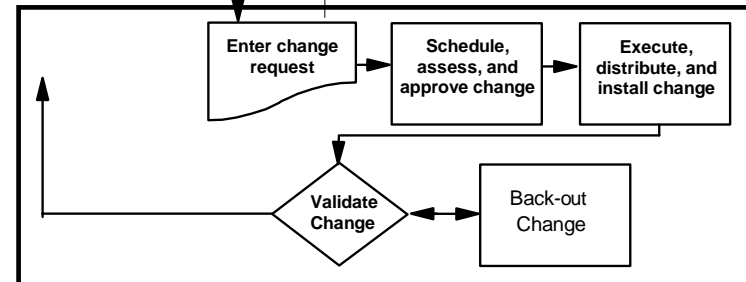 Enter change
request
Schedule,
assess, and
approve change
Execute,
distribute, and
install change
Validate
Change
Back-out
Change